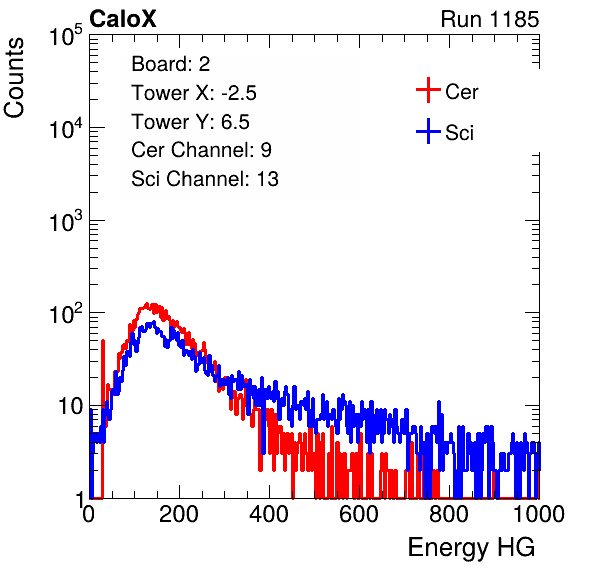 CaloX Run 1185
Counts
10^5
10^4
10^3
10^2
10
1
Board: 2
Tower X: -2.5
Tower Y: 6.5
Cer Channel: 9
Sci Channel: 13
Cer
Sci
0 200 400 600 800 1000
Energy HG